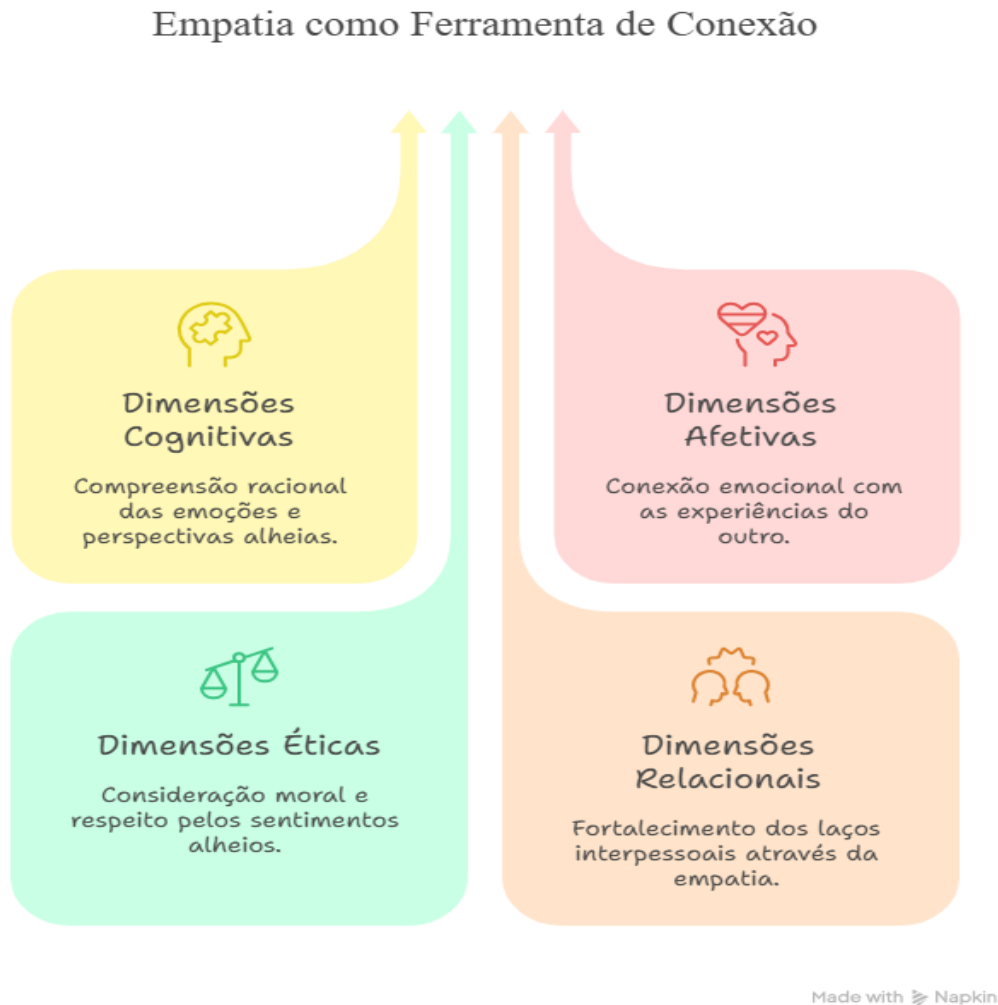 Empatia como Ferramenta de Conexão
Dimensões
Cognitivas
Compreensão racional
das emoções e
perspectivas alheias.
Dimensões
Afetivas
Conexão emocional com
as experiências do
outro.
Dimensões Éticas
Consideração moral e
respeito pelos sentimentos
alheios.
Dimensões
Relacionais
Fortalecimento dos laços
interpessoais através da
empatia.
Made with Napkin